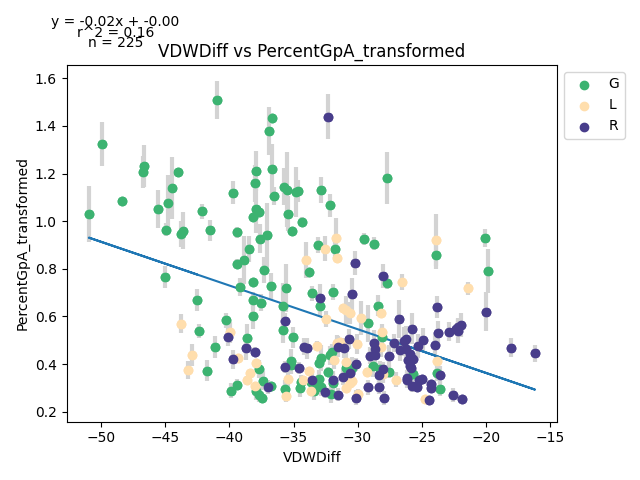 y = -0.02x + -0.00
r^2 = 0.16
n = 225
VDWDiff vs PercentGpA_transformed
G
L
R
PercentGpA_transformed
1.6
1.4
1.2
1.0
0.8
0.6
0.4
0.2
−50 −45 −40 −35 −30 −25 −20 −15
VDWDiff